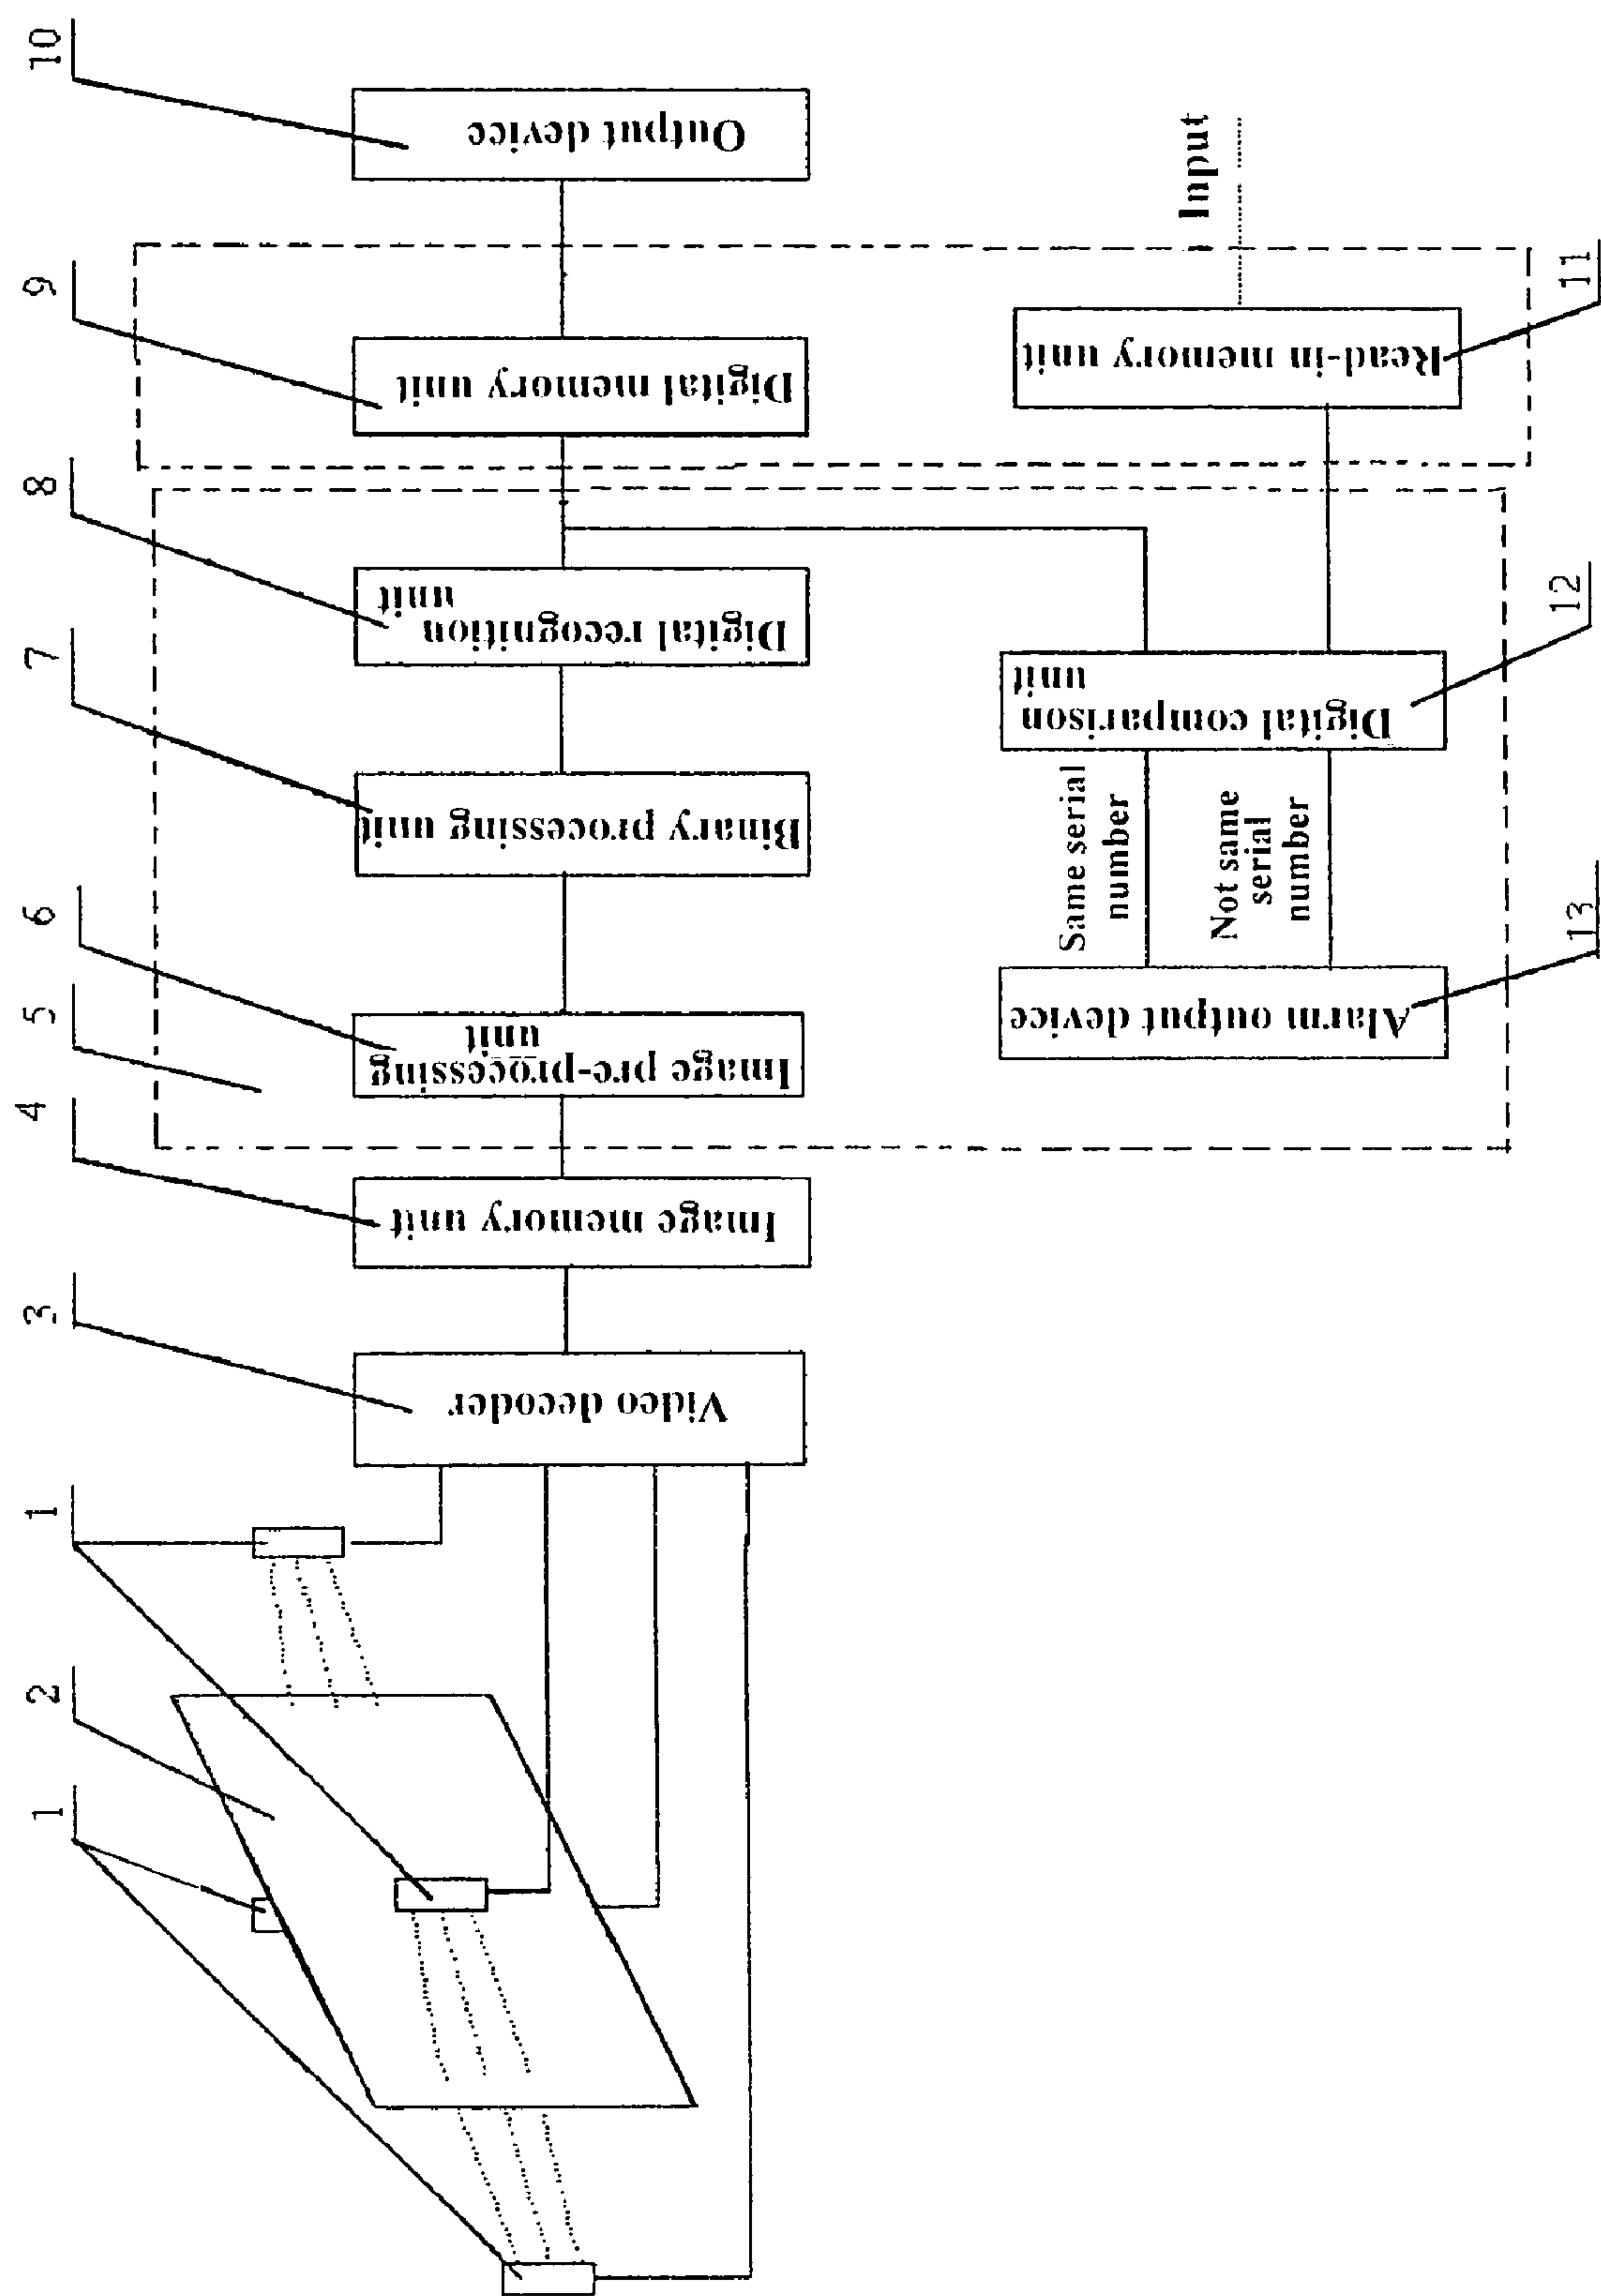 10
9
8
7
6
5
4
3
1
2
1
Output device
Digital memory unit
Digital recognition
unit
Binary processing unit
Image pre-processing
unit
Image memory unit
Video decoder
Input
Read-in memory unit
11
Digital comparison
unit
12
Same serial
number
Not same
serial
number
Alarm output device
13